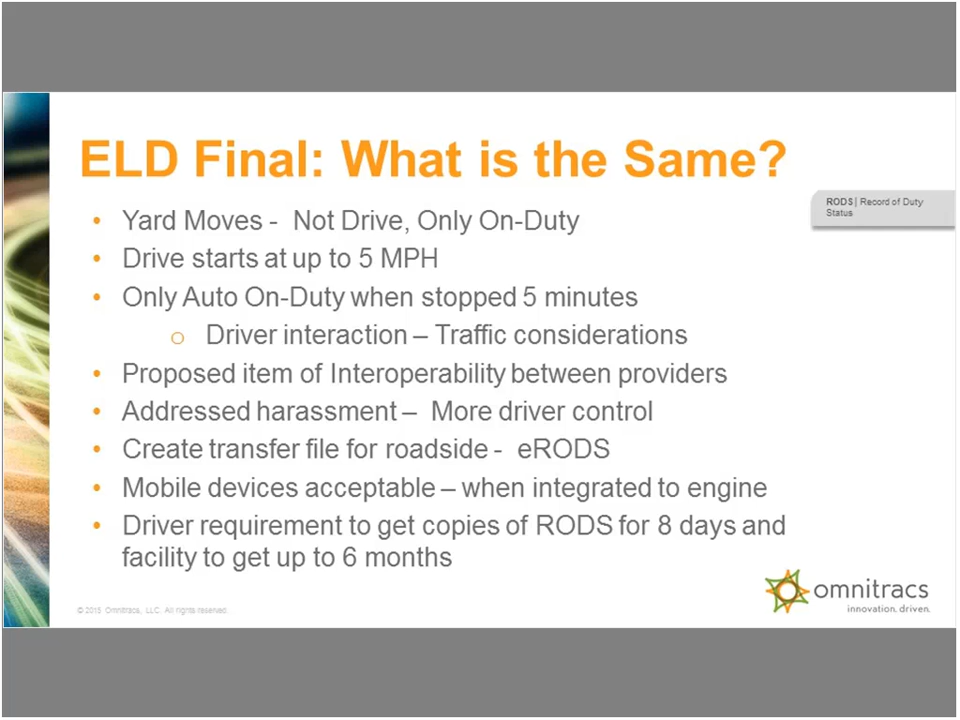 ELD Final: What is the Same?
RODS| Record of Duty
Status
• Yard Moves - Not Drive, Only On-Duty
• Drive starts at up to 5 MPH
• Only Auto On-Duty when stopped 5 minutes
o Driver interaction – Traffic considerations
• Proposed item of Interoperability between providers
• Addressed harassment – More driver control
• Create transfer file for roadside - eRODS
• Mobile devices acceptable – when integrated to engine
• Driver requirement to get copies of RODS for 8 days and
facility to get up to 6 months
omnitracs
innovation. driven.
© 2015 Omnitracs, LLC. All rights reserved.